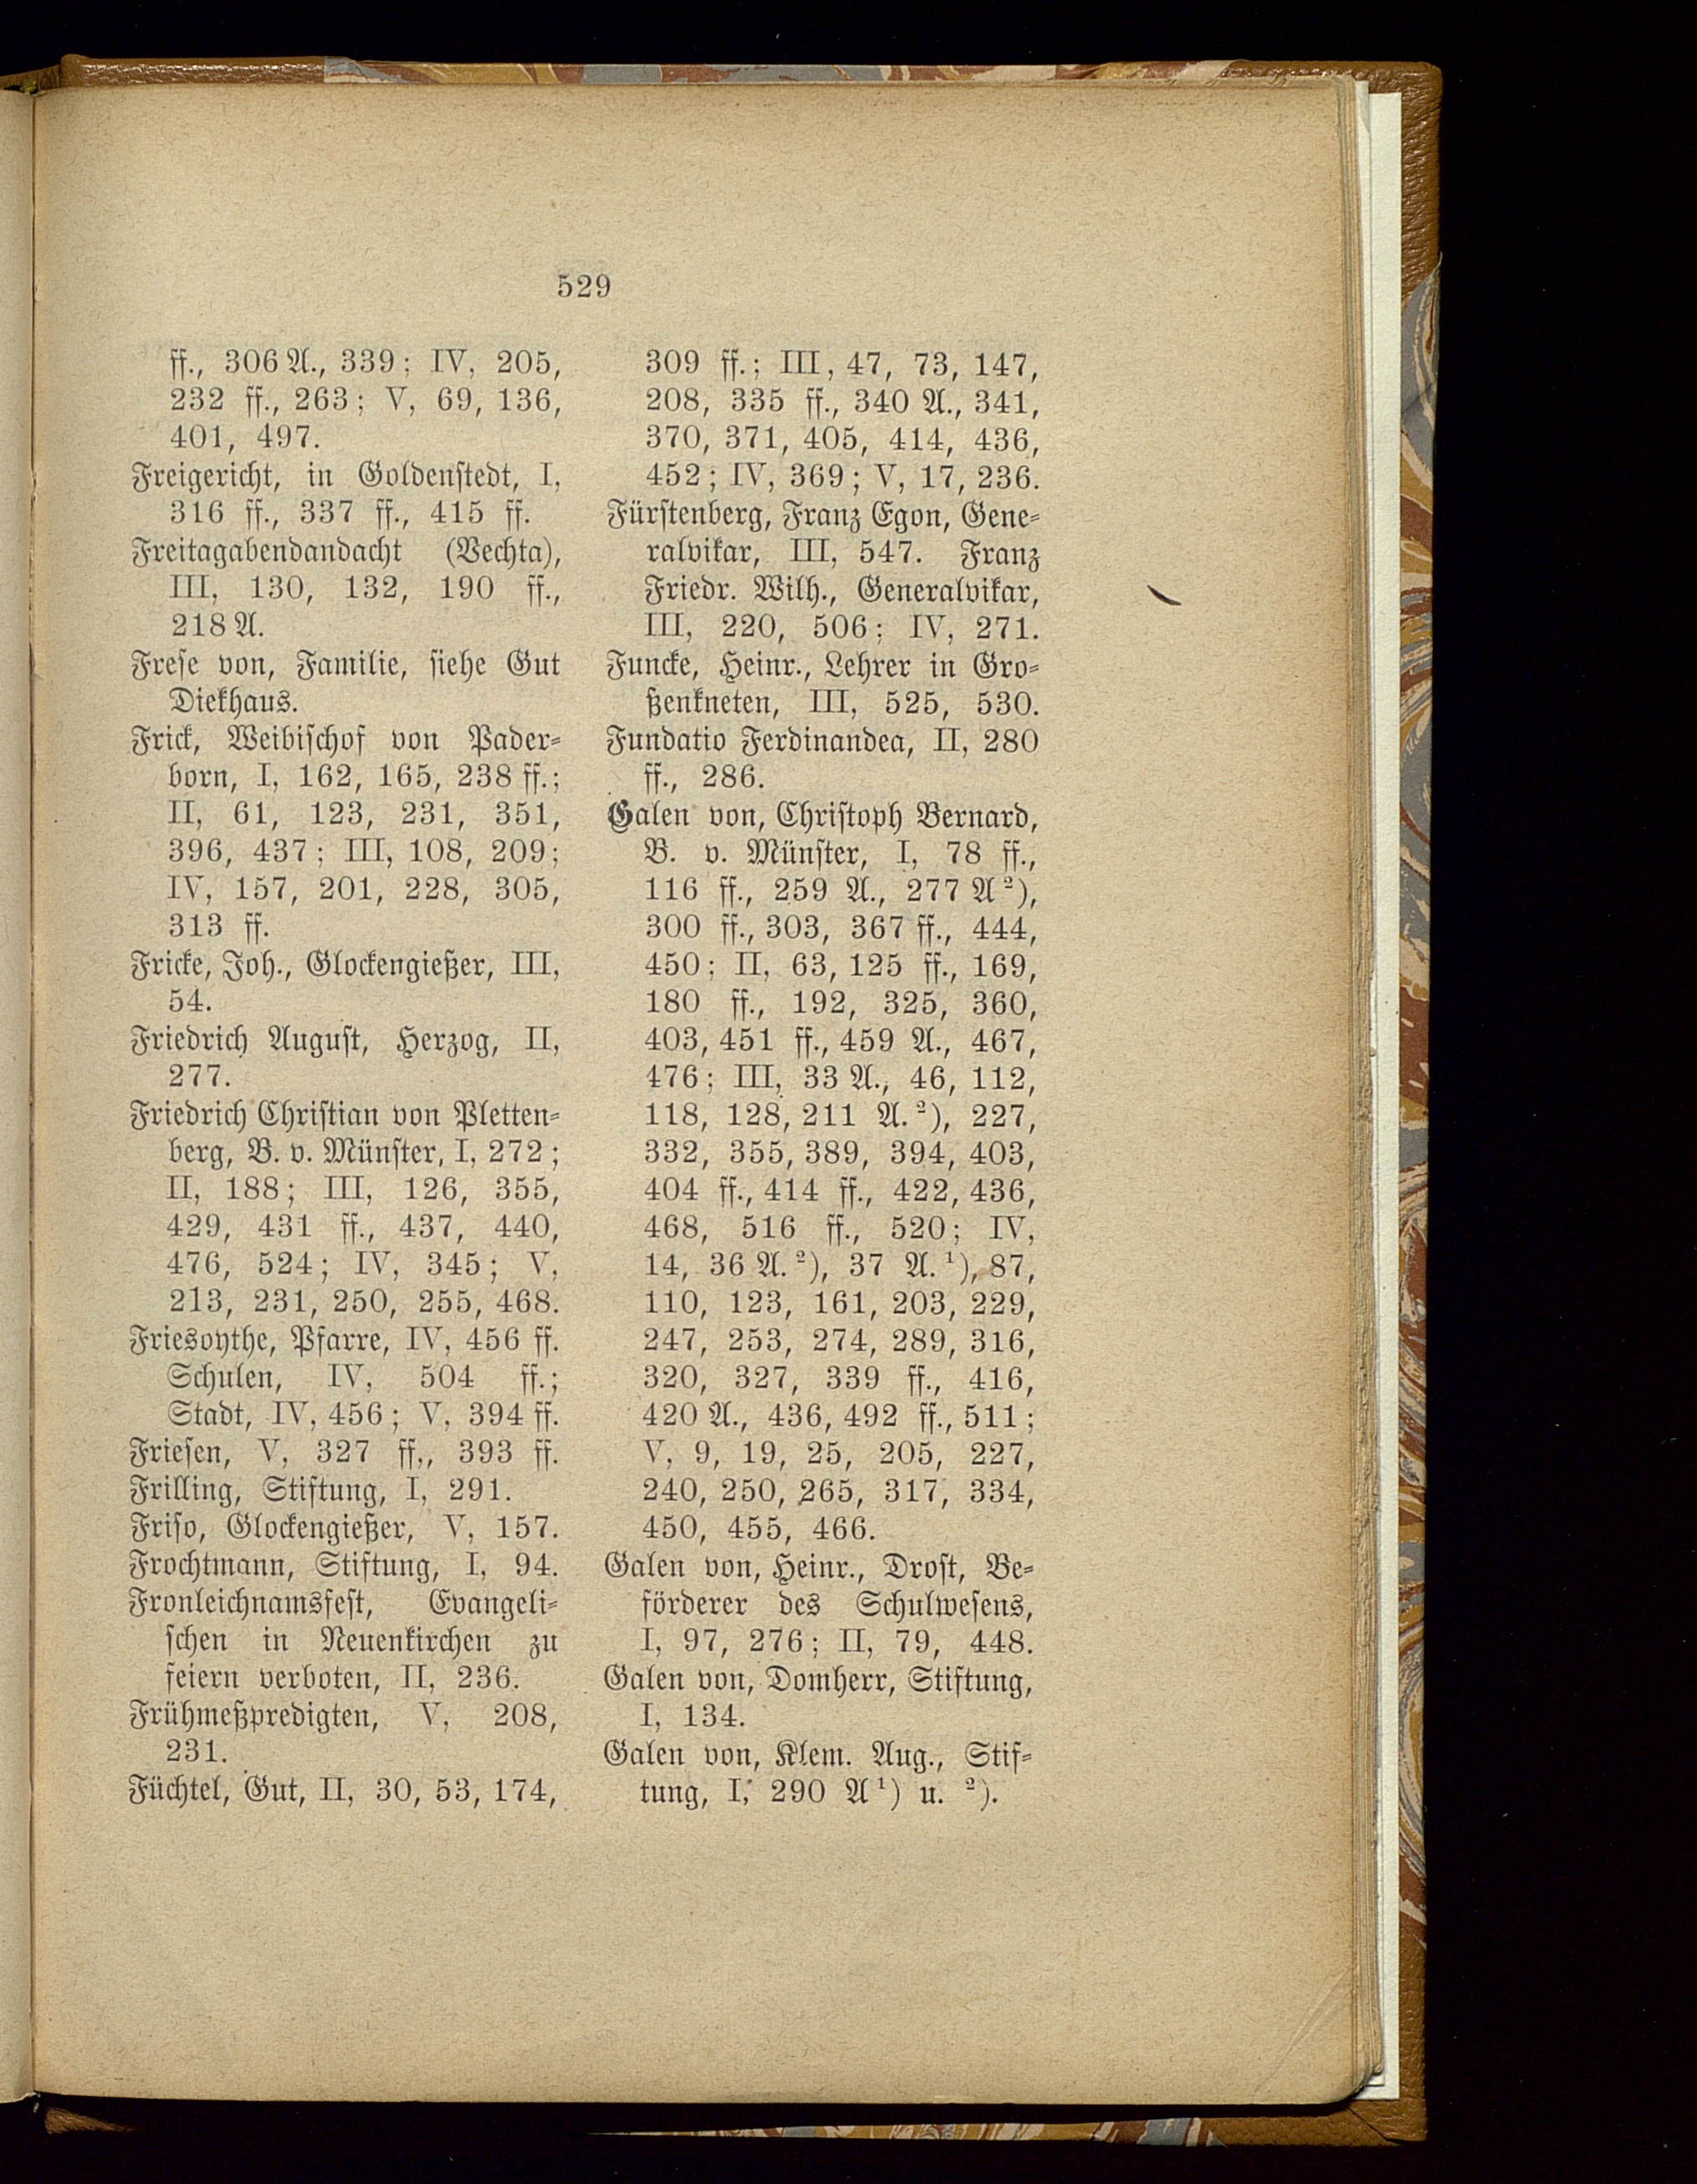 529
ff., 306 A., 339; IV, 205,
232 ff., 263; V, 69, 136,
401, 497.
Freigericht, in Goldenstedt, I,
316 ff., 337 ff., 415 ff.
Freitagabendandacht (Vechta),
III, 130, 132, 190 ff.,
218 A.
Frese von, Familie, siehe Gut
Diekhaus.
Frick, Weibischof von Pader-
born, I, 162, 165, 238 ff.;
II, 61, 123, 231, 351,
396, 437; III, 108, 209;
IV, 157, 201, 228, 305,
313 ff.
Fricke, Joh., Glockengießer, III,
54.
Friedrich August, Herzog, II,
277.
Friedrich Christian von Pletten-
berg, B. v. Münster, I, 272;
II, 188; III, 126, 355,
429, 431 ff., 437, 440,
476, 524; IV, 345; V,
213, 231, 250, 255, 468.
Friesoythe, Pfarre, IV, 456 ff.
Schulen, IV, 504 ff.;
Stadt, IV, 456; V, 394 ff.
Friesen, V, 327 ff,, 393 ff.
Frilling, Stiftung, I, 291.
Friso, Glockengießer, V, 157.
Frochtmann, Stiftung, I, 94.
Fronleichnamsfest, Evangeli-
schen in Neuenkirchen zu
feiern verboten, II, 236.
Frühmeßpredigten, V, 208,
231.
Füchtel, Gut, II, 30, 53, 174,
309 ff.; III, 47, 73, 147,
208, 335 ff., 340 A., 341,
370, 371, 405, 414, 436,
452; IV, 369; V, 17, 236.
Fürstenberg, Franz Egon, Gene-
ralvikar, III, 547. Franz
Friedr. Wilh., Generalvikar,
III, 220, 506; IV, 271.
Funcke, Heinr., Lehrer in Gro-
ßenkneten, III, 525, 530.
Fundatio Ferdinandea, II, 280
ff., 286.
Galen von, Christoph Bernard,
B. v. Münster, I, 78 ff.,
116 ff., 259 A., 277 A ²),
300 ff., 303, 367 ff., 444,
450; II, 63, 125 ff., 169,
180 ff., 192, 325, 360,
403, 451 ff., 459 A., 467,
476; III, 33 A., 46, 112,
118, 128, 211 A. ²), 227,
332, 355, 389, 394, 403,
404 ff., 414 ff., 422, 436,
468, 516 ff., 520; IV,
14, 36 A. ²), 37 A. ¹), 87,
110, 123, 161, 203, 229,
247, 253, 274, 289, 316,
320, 327, 339 ff., 416,
420 A., 436, 492 ff., 511;
V, 9, 19, 25, 205, 227,
240, 250, 265, 317, 334,
450, 455, 466.
Galen von, Heinr., Drost, Be-
förderer des Schulwesens,
I, 97, 276; II, 79, 448.
Galen von, Domherr, Stiftung,
I, 134.
Galen von, Klem. Aug., Stif-
tung, I, 290 A ¹) u. ²).